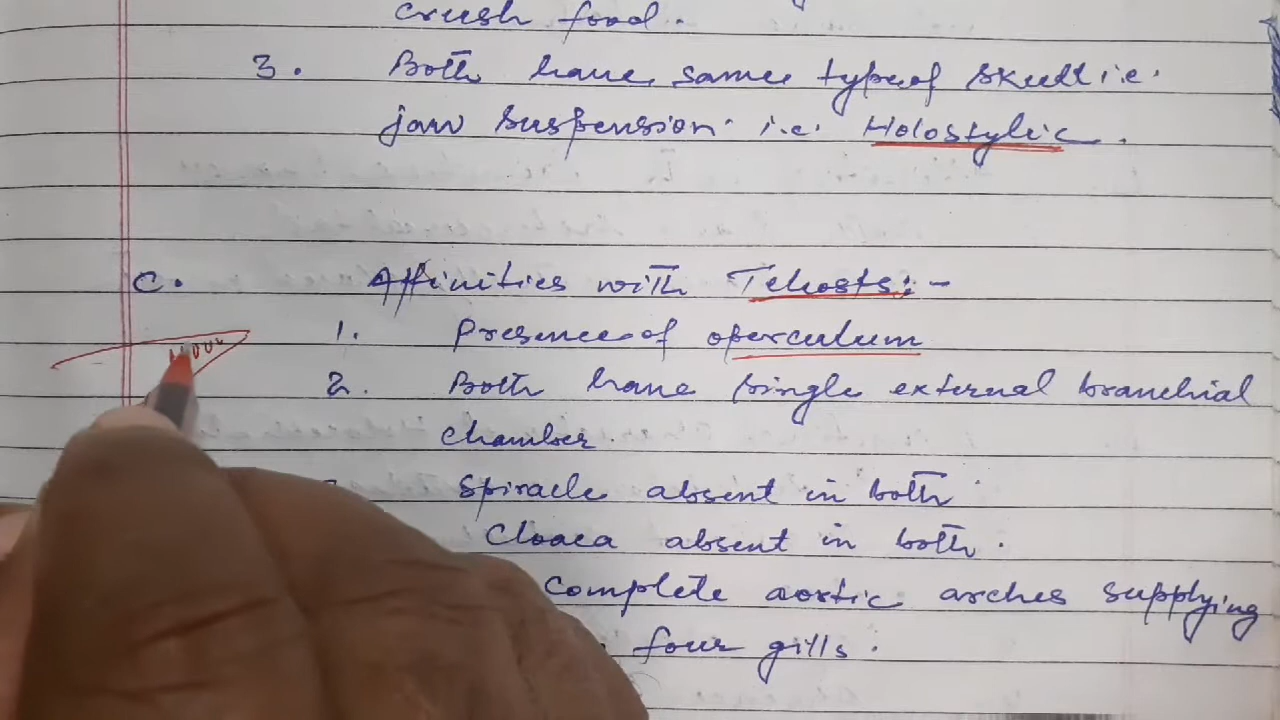 crush food.
3. Both have same type of skull i.e.
jaw suspension i.e. Holostylic.
C. Affinities with Teleosts:-
1. Presence of operculum
2. Both have single external branchial
chamber.
Spiracle absent in both
Cloaca absent in both.
Complete aortic arches supplying
four gills.